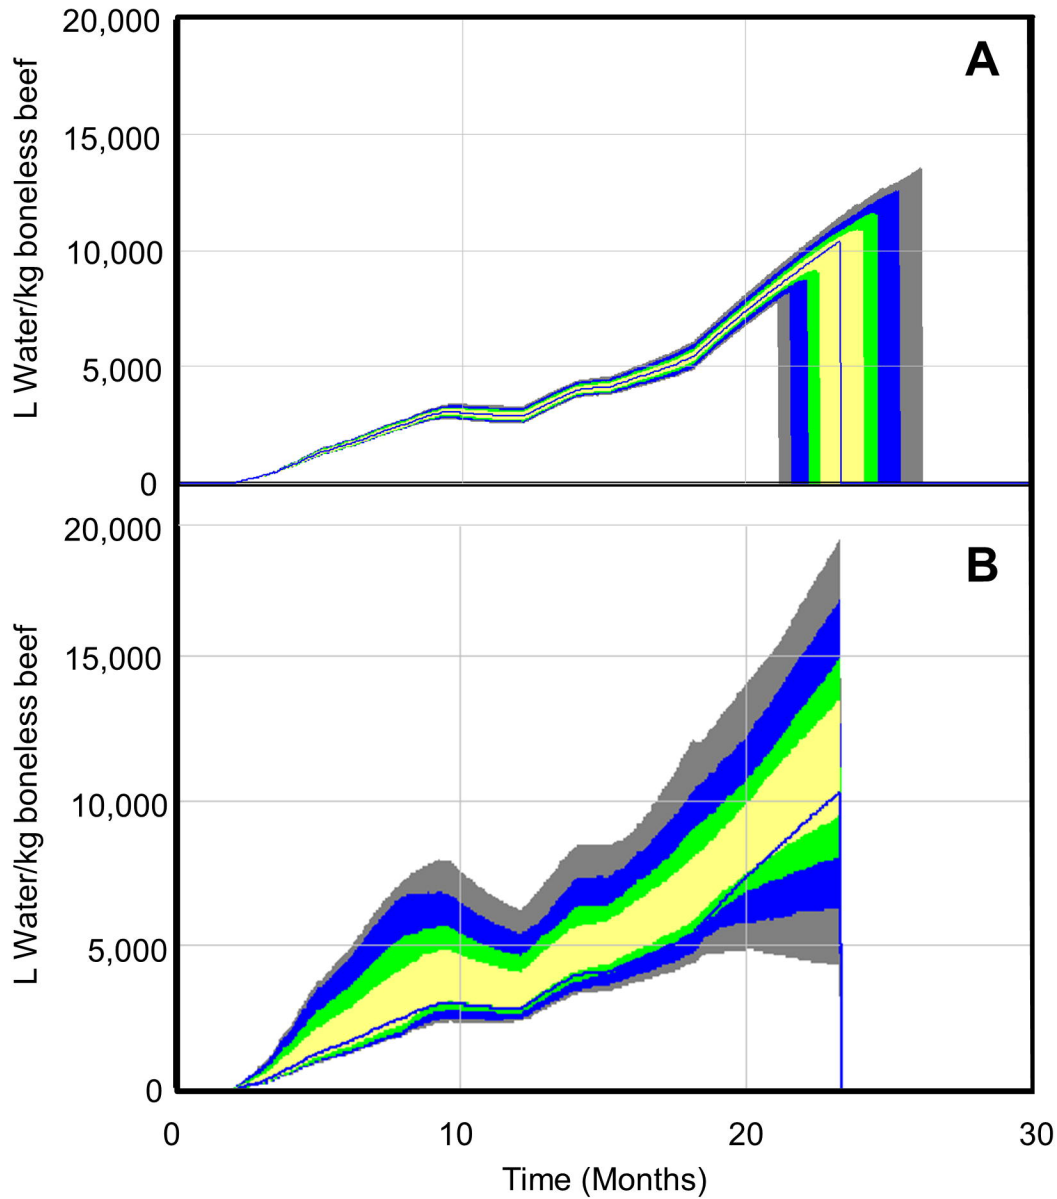 20,000
A
15,000
10,000
5,000
0
L Water/kg boneless beef
20,000
B
15,000
10,000
5,000
0
L Water/kg boneless beef
0 10 20 30
Time (Months)